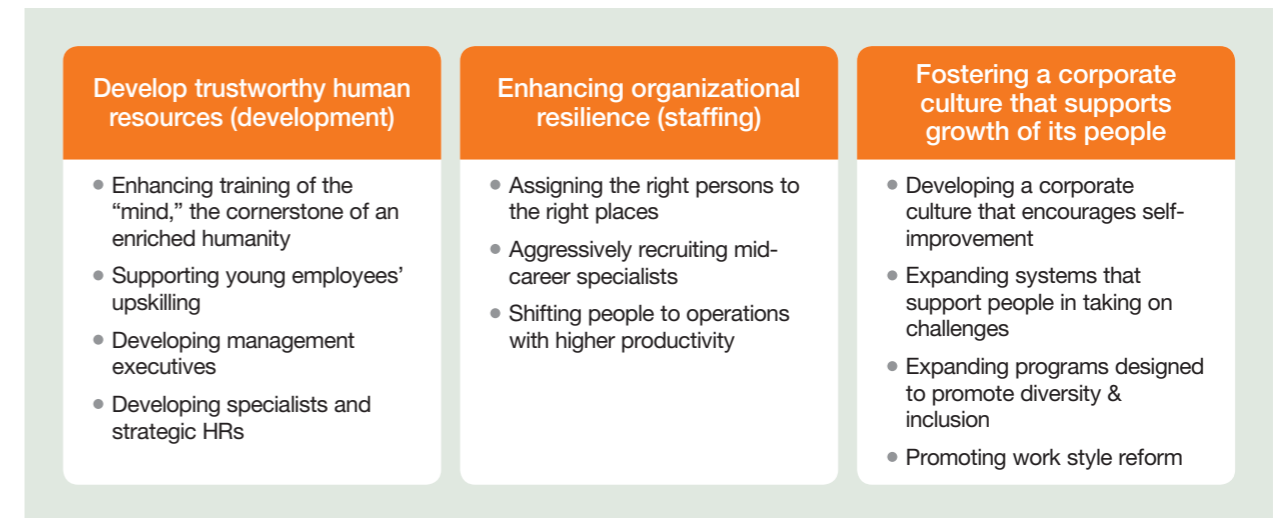 Develop trustworthy human
resources (development)
• Enhancing training of the
“mind,” the cornerstone of an
enriched humanity
• Supporting young employees’
upskilling
• Developing management
executives
• Developing specialists and
strategic HRs
Enhancing organizational
resilience (staffing)
• Assigning the right persons to
the right places
• Aggressively recruiting mid-
career specialists
• Shifting people to operations
with higher productivity
Fostering a corporate
culture that supports
growth of its people
• Developing a corporate
culture that encourages self-
improvement
• Expanding systems that
support people in taking on
challenges
• Expanding programs designed
to promote diversity &
inclusion
• Promoting work style reform